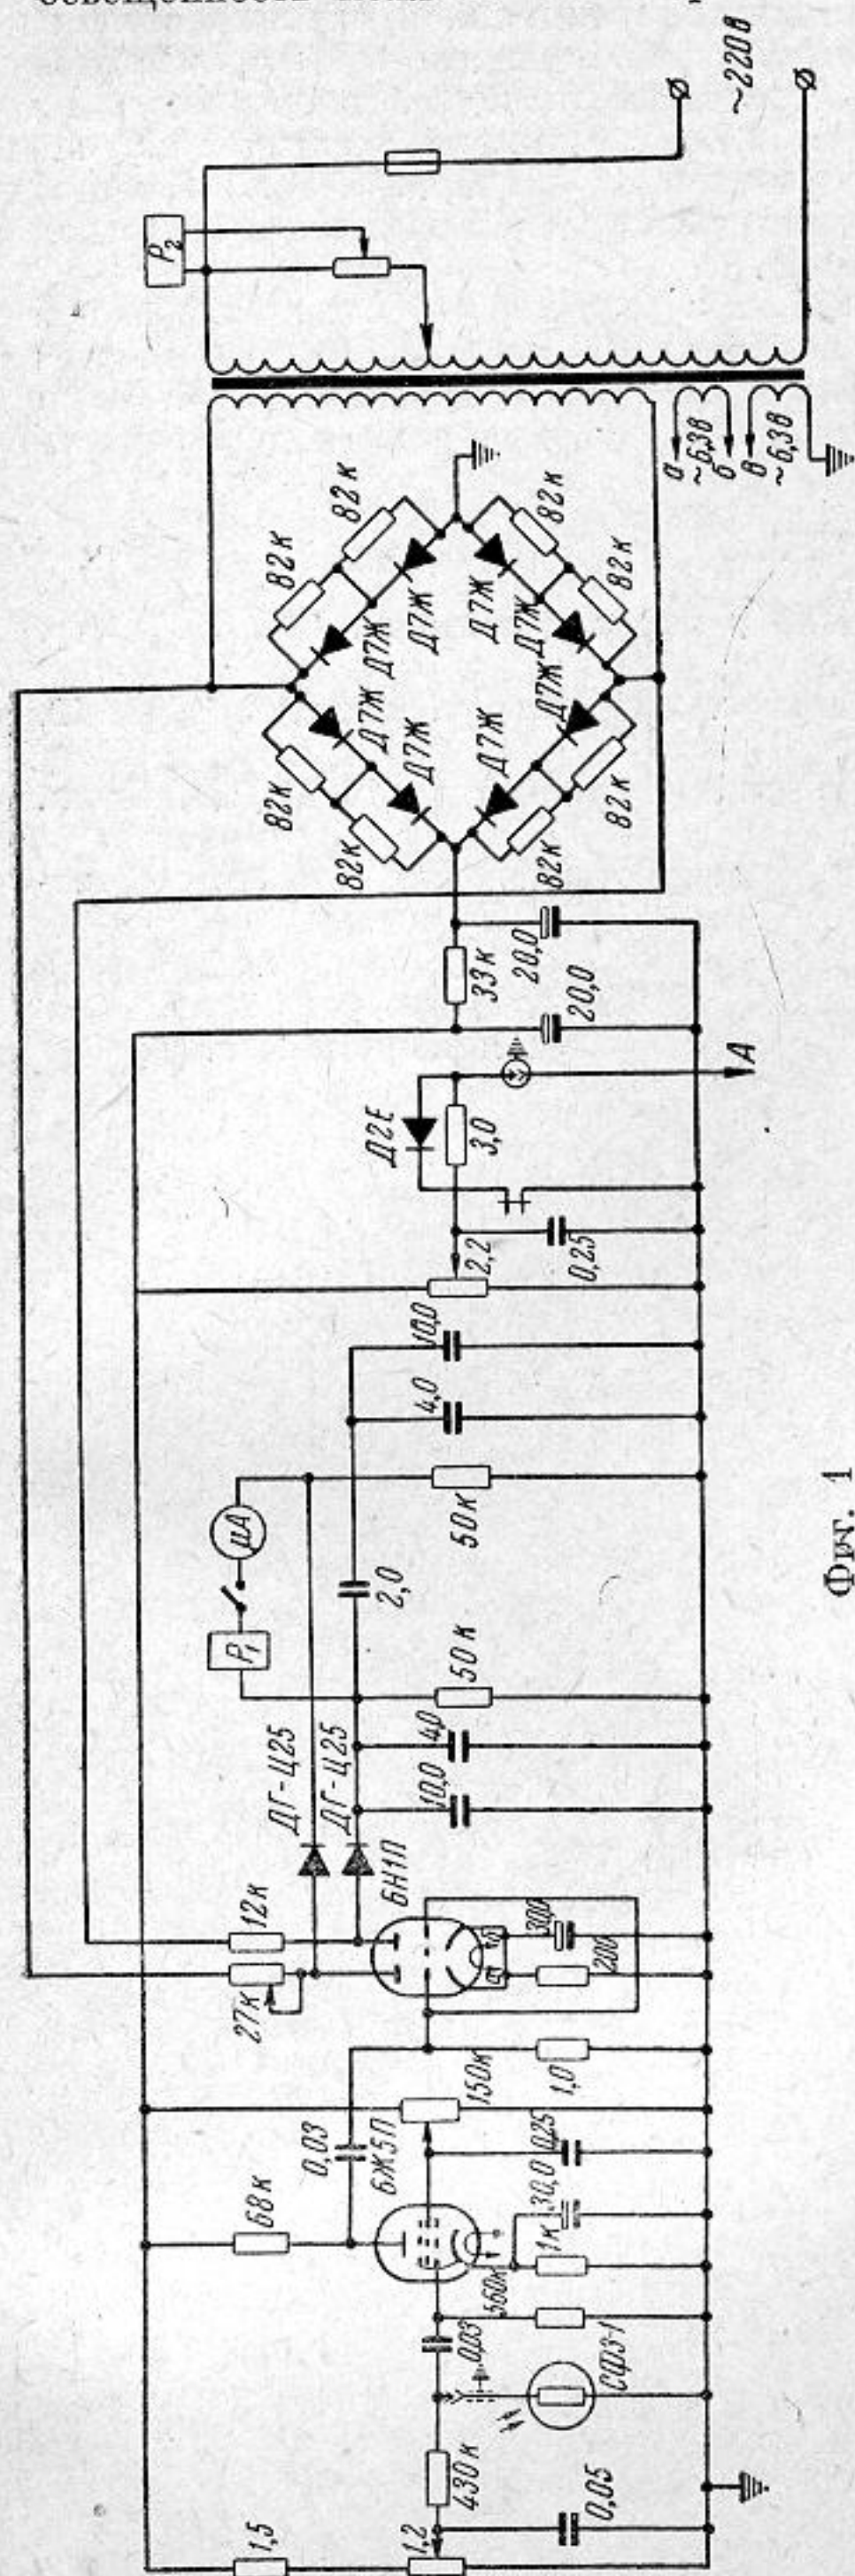 1,5
1,2
430к
0,05
СФ3-1
0,03
560к
1к
30,0
0,25
68к
6Ж5П
0,03
150к
1,0
27к
12к
6Н1П
200
30,0
ДГ-Ц25
ДГ-Ц25
10,0
4,0
50к
P₁
μA
2,0
50к
4,0
10,0
2,2
0,25
Д2Е
3,0
А
20,0
33к
20,0
82к
82к
82к
82к
82к
82к
82к
82к
Д7Ж
Д7Ж
Д7Ж
Д7Ж
Д7Ж
Д7Ж
Д7Ж
Д7Ж
P₂
а
~6,3в
б
в
~6,3в
~220в
Фиг. 1